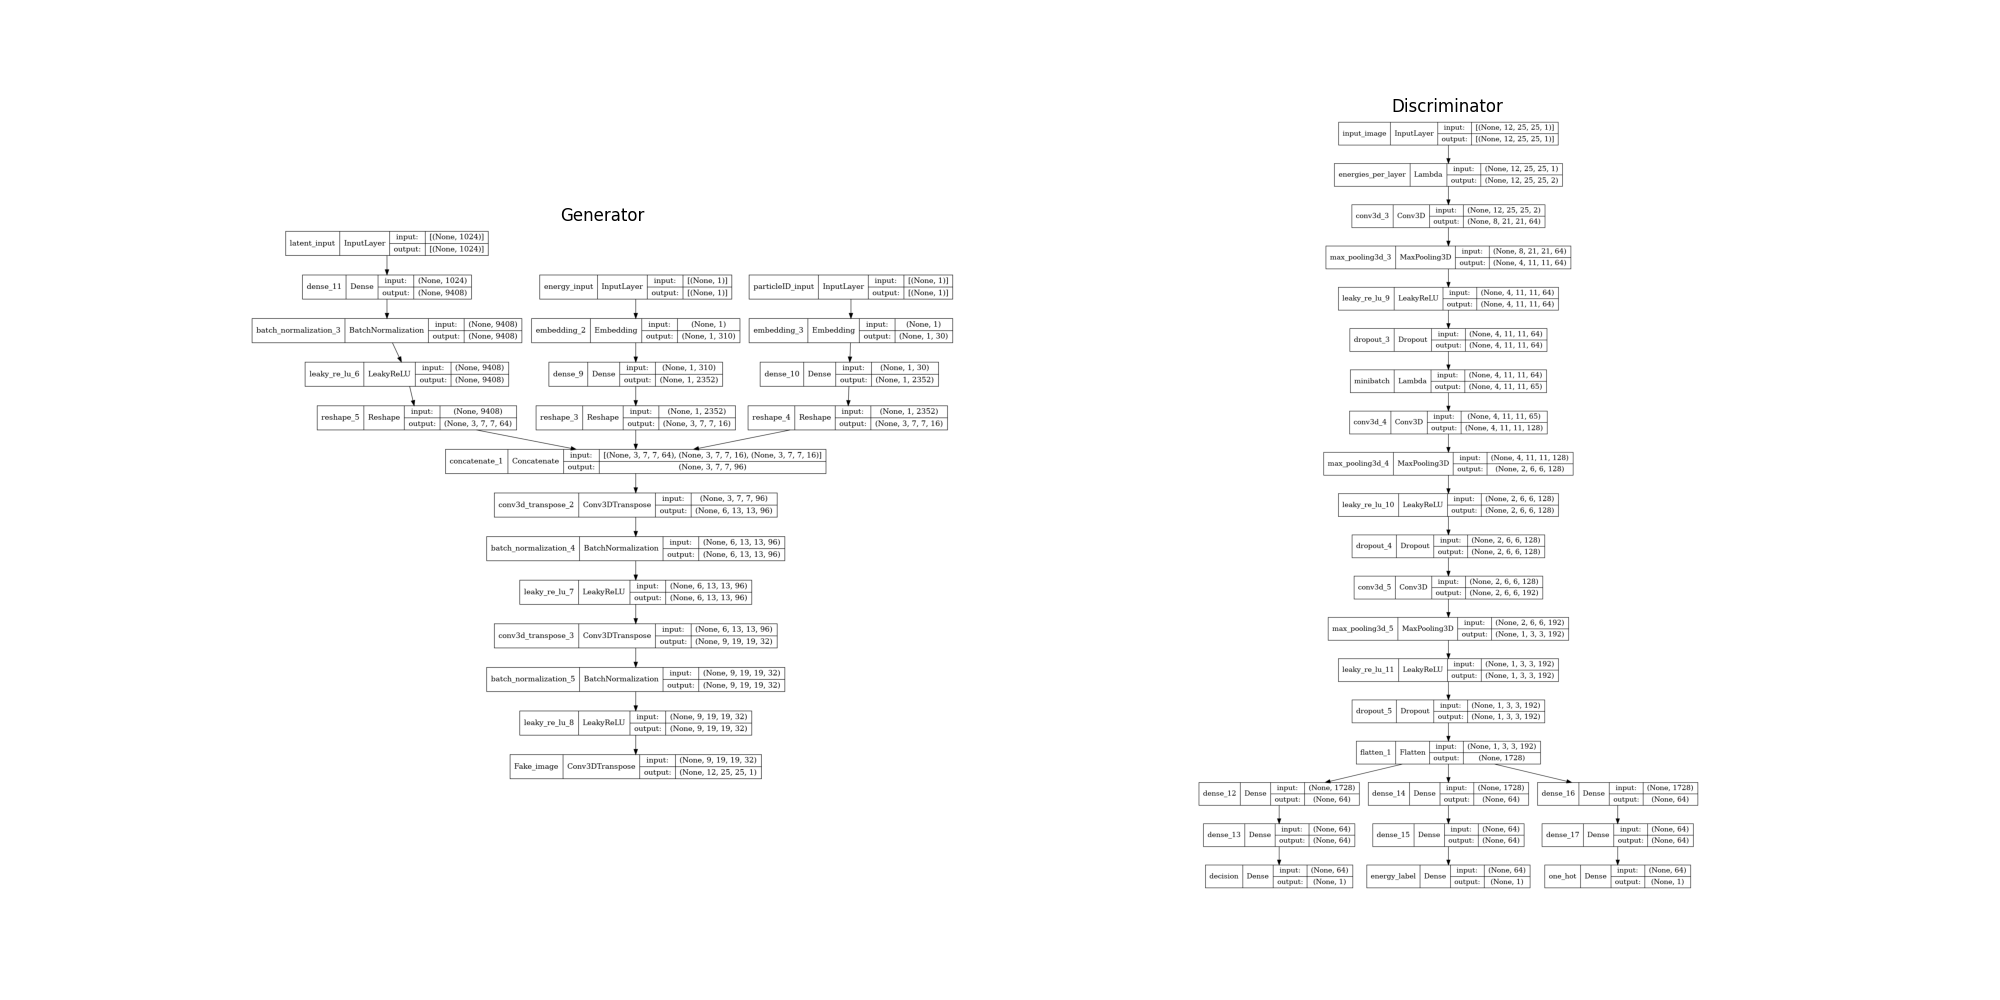 Generator
latent_input InputLayer input: [(None, 1024)]
output: [(None, 1024)]
dense_11 Dense input: (None, 1024)
output: (None, 9408)
energy_input InputLayer input: [(None, 1)]
output: [(None, 1)]
particleID_input InputLayer input: [(None, 1)]
output: [(None, 1)]
batch_normalization_3 BatchNormalization input: (None, 9408)
output: (None, 9408)
embedding_2 Embedding input: (None, 1)
output: (None, 1, 310)
embedding_3 Embedding input: (None, 1)
output: (None, 1, 30)
leaky_re_lu_6 LeakyReLU input: (None, 9408)
output: (None, 9408)
dense_9 Dense input: (None, 1, 310)
output: (None, 1, 2352)
dense_10 Dense input: (None, 1, 30)
output: (None, 1, 2352)
reshape_5 Reshape input: (None, 9408)
output: (None, 3, 7, 7, 64)
reshape_3 Reshape input: (None, 1, 2352)
output: (None, 3, 7, 7, 16)
reshape_4 Reshape input: (None, 1, 2352)
output: (None, 3, 7, 7, 16)
concatenate_1 Concatenate input: [(None, 3, 7, 7, 64), (None, 3, 7, 7, 16), (None, 3, 7, 7, 16)]
output: (None, 3, 7, 7, 96)
conv3d_transpose_2 Conv3DTranspose input: (None, 3, 7, 7, 96)
output: (None, 6, 13, 13, 96)
batch_normalization_4 BatchNormalization input: (None, 6, 13, 13, 96)
output: (None, 6, 13, 13, 96)
leaky_re_lu_7 LeakyReLU input: (None, 6, 13, 13, 96)
output: (None, 6, 13, 13, 96)
conv3d_transpose_3 Conv3DTranspose input: (None, 6, 13, 13, 96)
output: (None, 9, 19, 19, 32)
batch_normalization_5 BatchNormalization input: (None, 9, 19, 19, 32)
output: (None, 9, 19, 19, 32)
leaky_re_lu_8 LeakyReLU input: (None, 9, 19, 19, 32)
output: (None, 9, 19, 19, 32)
Fake_image Conv3DTranspose input: (None, 9, 19, 19, 32)
output: (None, 12, 25, 25, 1)
Discriminator
input_image InputLayer input: [(None, 12, 25, 25, 1)]
output: [(None, 12, 25, 25, 1)]
energies_per_layer Lambda input: (None, 12, 25, 25, 1)
output: (None, 12, 25, 25, 2)
conv3d_3 Conv3D input: (None, 12, 25, 25, 2)
output: (None, 8, 21, 21, 64)
max_pooling3d_3 MaxPooling3D input: (None, 8, 21, 21, 64)
output: (None, 4, 11, 11, 64)
leaky_re_lu_9 LeakyReLU input: (None, 4, 11, 11, 64)
output: (None, 4, 11, 11, 64)
dropout_3 Dropout input: (None, 4, 11, 11, 64)
output: (None, 4, 11, 11, 64)
minibatch Lambda input: (None, 4, 11, 11, 64)
output: (None, 4, 11, 11, 65)
conv3d_4 Conv3D input: (None, 4, 11, 11, 65)
output: (None, 4, 11, 11, 128)
max_pooling3d_4 MaxPooling3D input: (None, 4, 11, 11, 128)
output: (None, 2, 6, 6, 128)
leaky_re_lu_10 LeakyReLU input: (None, 2, 6, 6, 128)
output: (None, 2, 6, 6, 128)
dropout_4 Dropout input: (None, 2, 6, 6, 128)
output: (None, 2, 6, 6, 128)
conv3d_5 Conv3D input: (None, 2, 6, 6, 128)
output: (None, 2, 6, 6, 192)
max_pooling3d_5 MaxPooling3D input: (None, 2, 6, 6, 192)
output: (None, 1, 3, 3, 192)
leaky_re_lu_11 LeakyReLU input: (None, 1, 3, 3, 192)
output: (None, 1, 3, 3, 192)
dropout_5 Dropout input: (None, 1, 3, 3, 192)
output: (None, 1, 3, 3, 192)
flatten_1 Flatten input: (None, 1, 3, 3, 192)
output: (None, 1728)
dense_12 Dense input: (None, 1728)
output: (None, 64)
dense_14 Dense input: (None, 1728)
output: (None, 64)
dense_16 Dense input: (None, 1728)
output: (None, 64)
dense_13 Dense input: (None, 64)
output: (None, 64)
dense_15 Dense input: (None, 64)
output: (None, 64)
dense_17 Dense input: (None, 64)
output: (None, 64)
decision Dense input: (None, 64)
output: (None, 1)
energy_label Dense input: (None, 64)
output: (None, 1)
one_hot Dense input: (None, 64)
output: (None, 1)